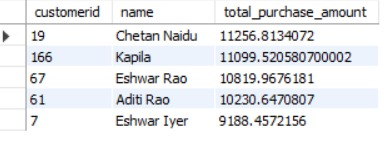 customerid name total_purchase_amount
19 Chetan Naidu 11256.8134072
166 Kapila 11099.520580700002
67 Eshwar Rao 10819.9676181
61 Aditi Rao 10230.6470807
7 Eshwar Iyer 9188.4572156